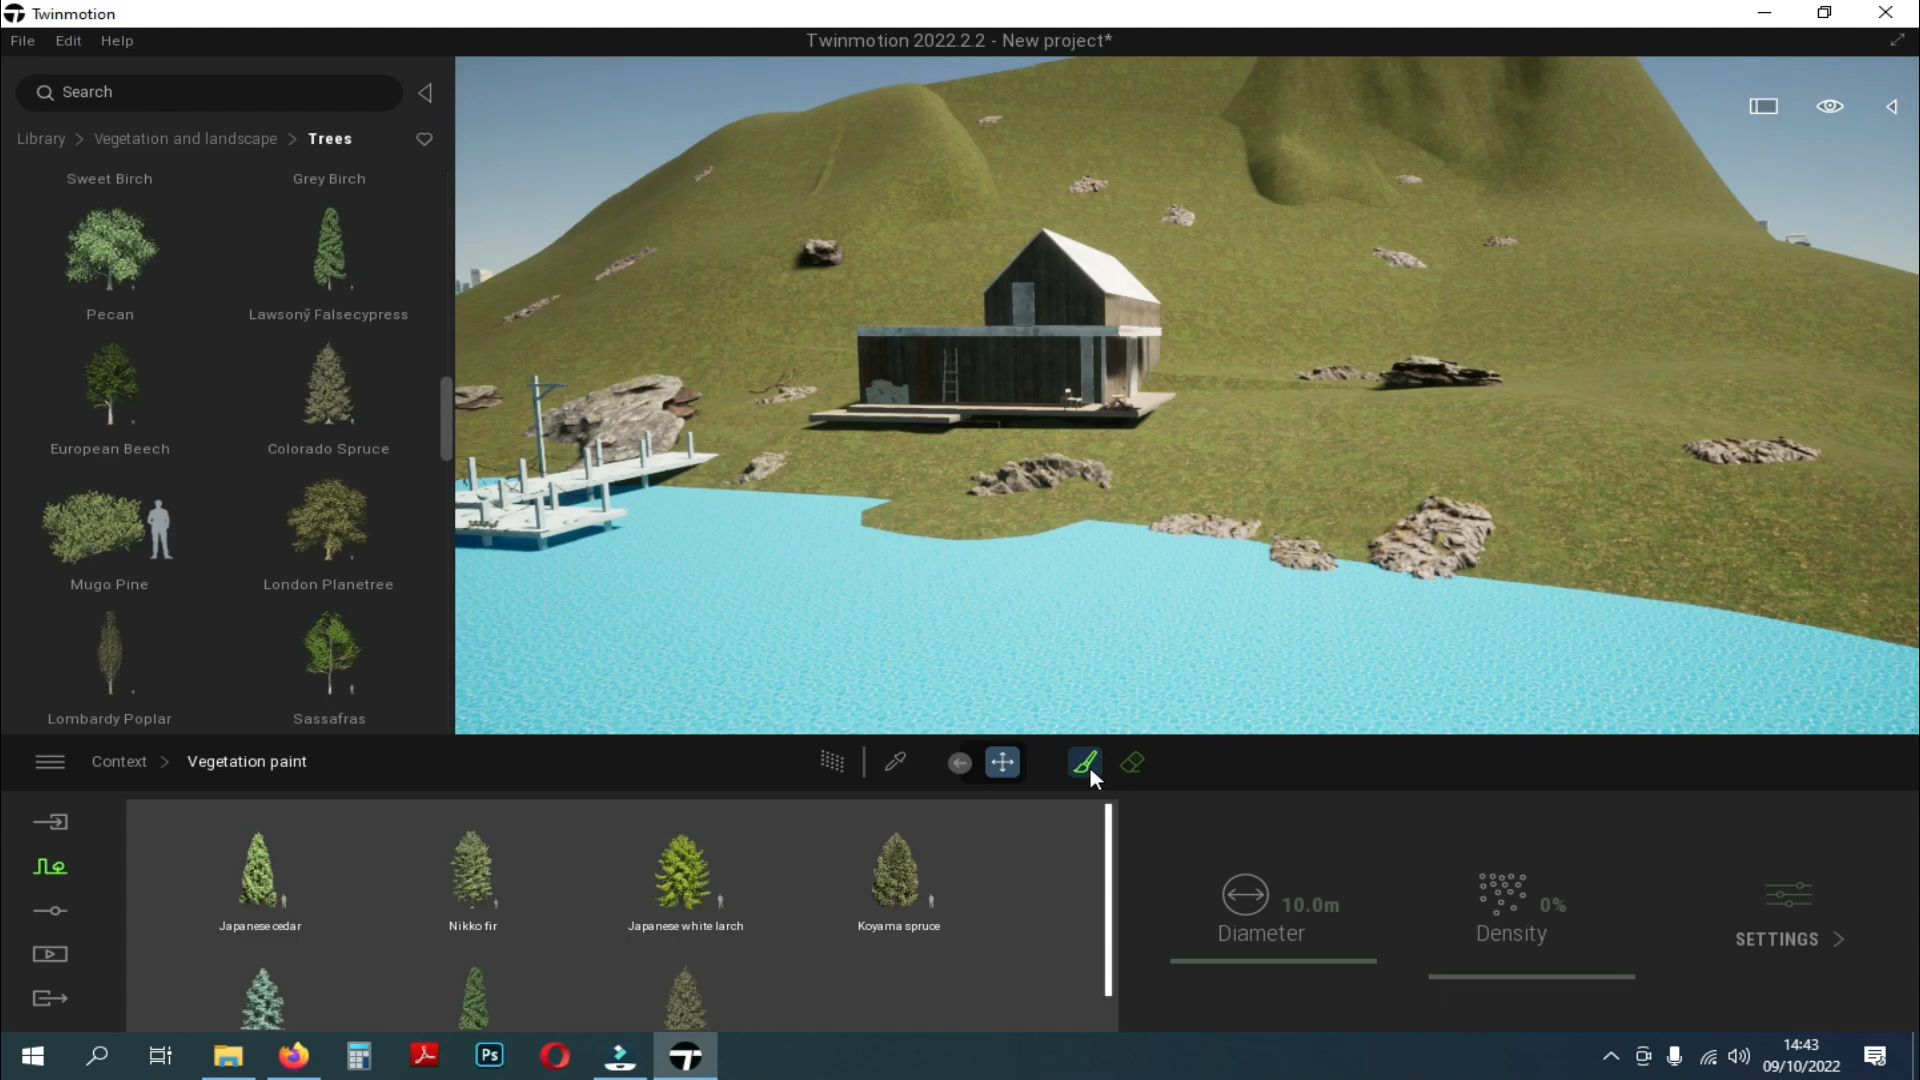 Twinmotion
File Edit Help
Twinmotion 2022.2.2 - New project*
Search
Library > Vegetation and landscape > Trees
Sweet Birch Grey Birch
Pecan Lawsonÿ Falsecypress
European Beech Colorado Spruce
Mugo Pine London Planetree
Lombardy Poplar Sassafras
Context > Vegetation paint
Japanese cedar Nikko fir Japanese white larch Koyama spruce
10.0m
Diameter
0%
Density
SETTINGS >
Ps
14:43
09/10/2022